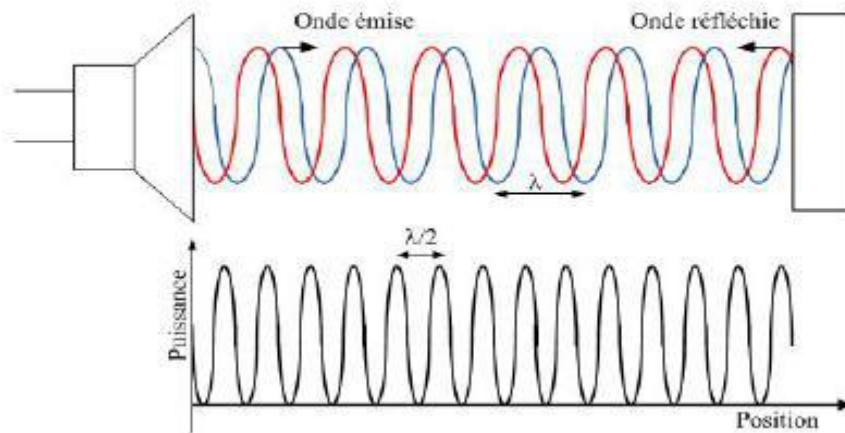 Onde émise
Onde réfléchie
λ
λ/2
Puissance
Position